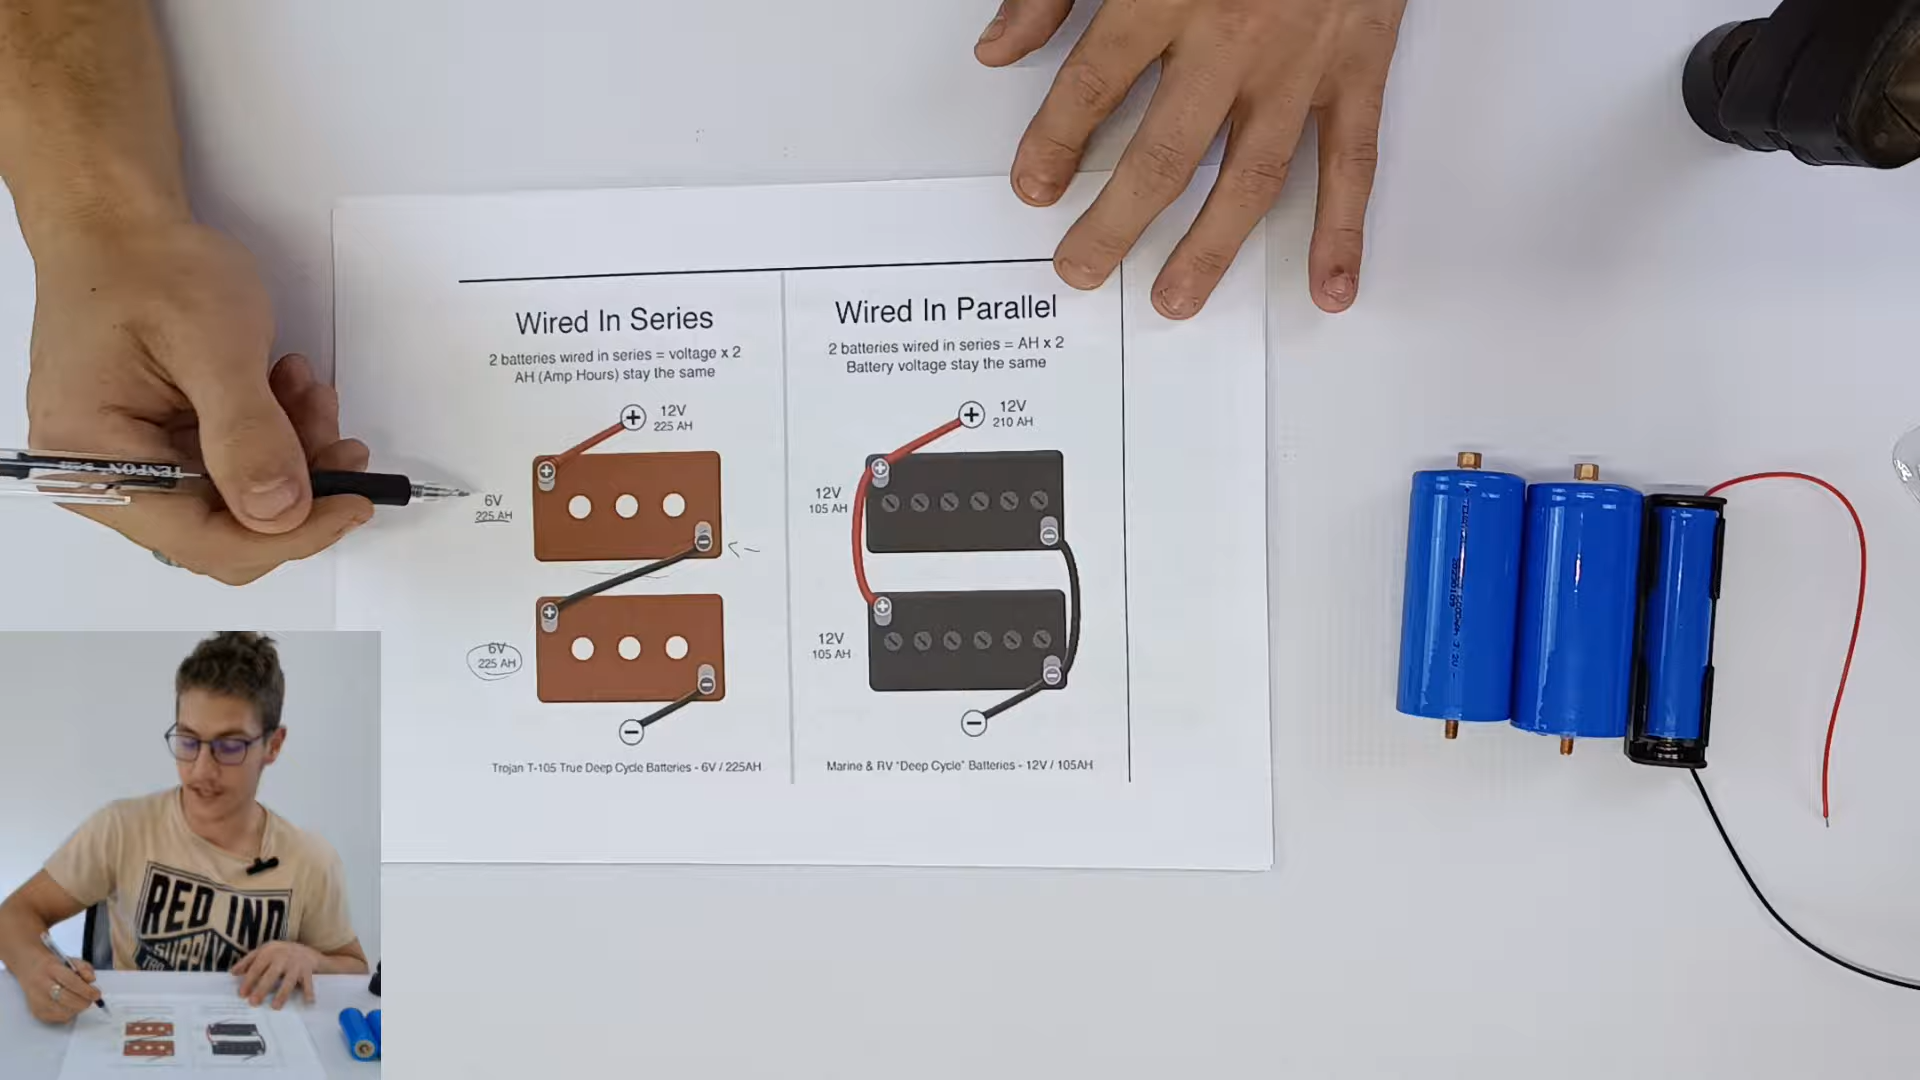 Wired In Series
2 batteries wired in series = voltage x 2
AH (Amp Hours) stay the same
12V
225 AH
6V
225 AH
6V
225 AH
Trojan T-105 True Deep Cycle Batteries - 6V / 225AH
Wired In Parallel
2 batteries wired in series = AH x 2
Battery voltage stay the same
12V
210 AH
12V
105 AH
12V
105 AH
Marine & RV "Deep Cycle" Batteries - 12V / 105AH
RED IND
SUPPLY